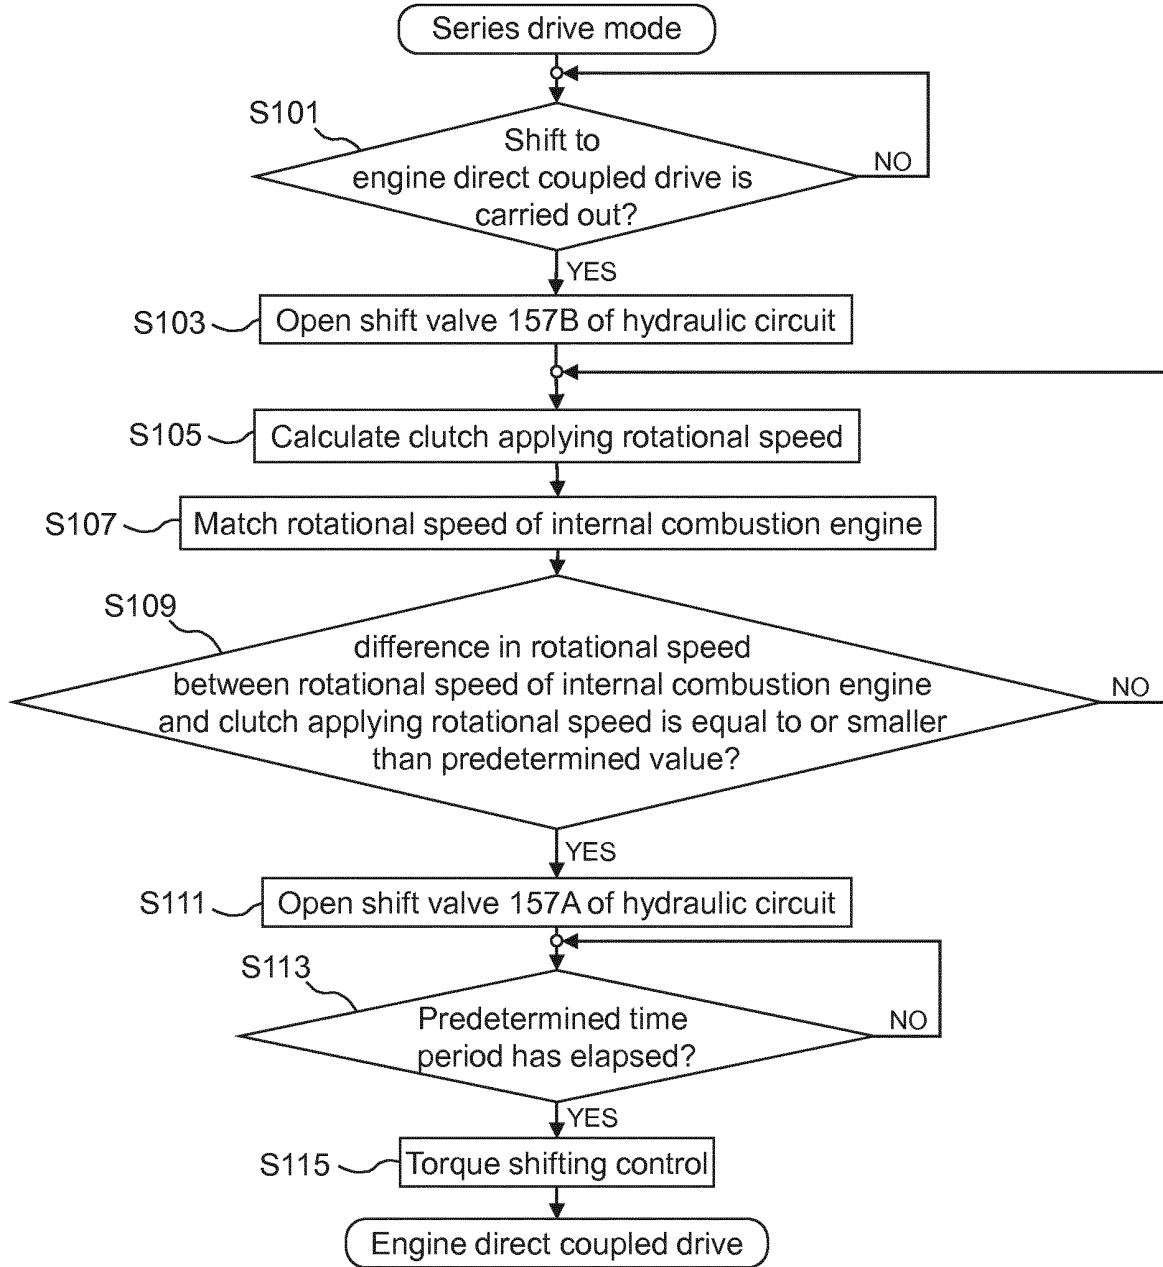 Series drive mode
S101
Shift to
engine direct coupled drive is
carried out?
NO
YES
S103
Open shift valve 157B of hydraulic circuit
S105
Calculate clutch applying rotational speed
S107
Match rotational speed of internal combustion engine
S109
difference in rotational speed
between rotational speed of internal combustion engine
and clutch applying rotational speed is equal to or smaller
than predetermined value?
NO
YES
S111
Open shift valve 157A of hydraulic circuit
S113
Predetermined time
period has elapsed?
NO
YES
S115
Torque shifting control
Engine direct coupled drive